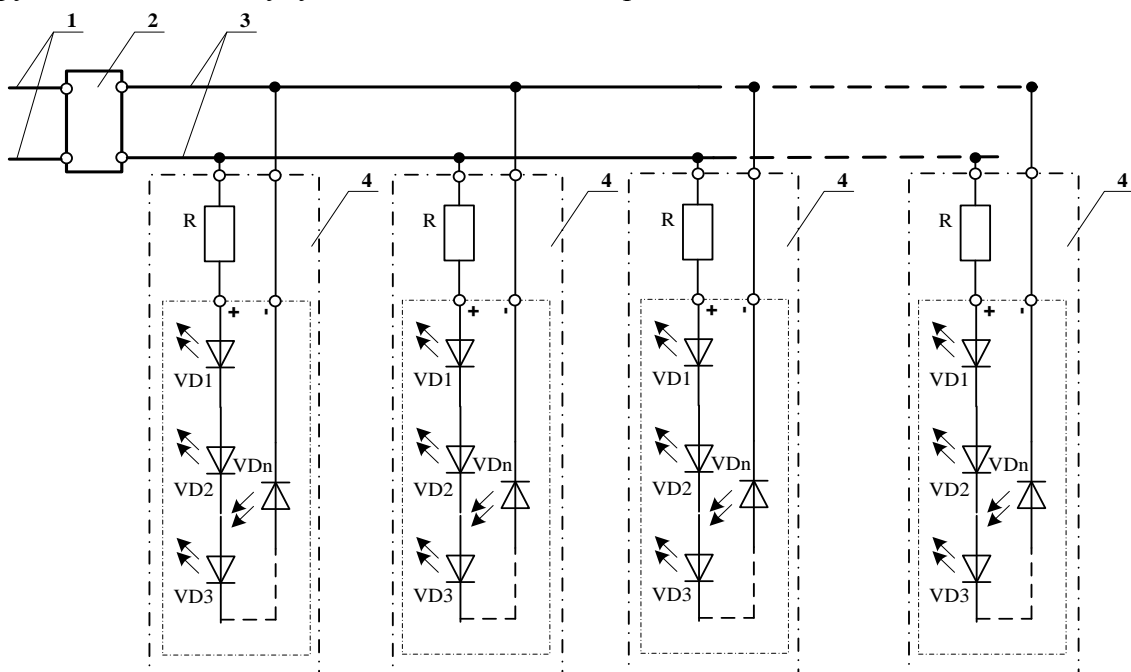 1 2 3
4 4 4 4
R R R R
+ - + - + - + -
VD1 VD1 VD1 VD1
VDn VDn VDn VDn
VD2 VD2 VD2 VD2
VD3 VD3 VD3 VD3